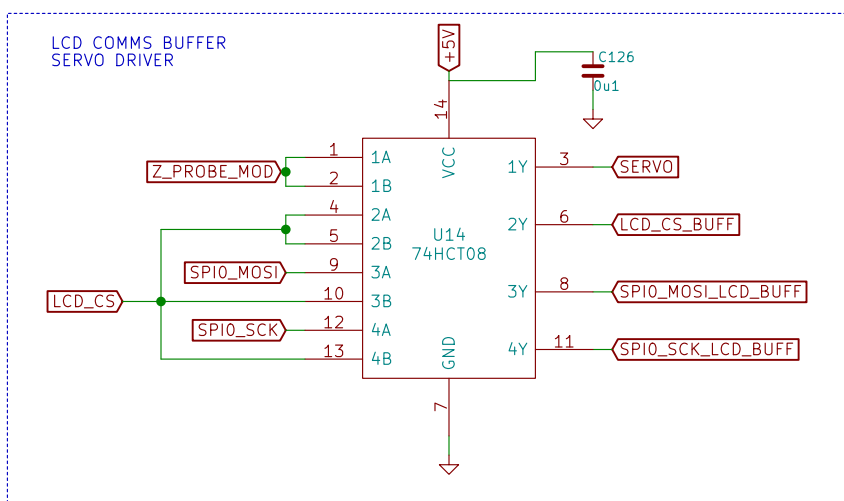 LCD COMMS BUFFER
SERVO DRIVER
+5V
C126
0u1
14
VCC
1
1A
Z_PROBE_MOD
2
1B
4
2A
5
2B
SPI0_MOSI
9
3A
LCD_CS
10
3B
SPI0_SCK
12
4A
13
4B
U14
74HCT08
1Y
3
SERVO
2Y
6
LCD_CS_BUFF
3Y
8
SPI0_MOSI_LCD_BUFF
4Y
11
SPI0_SCK_LCD_BUFF
GND
7